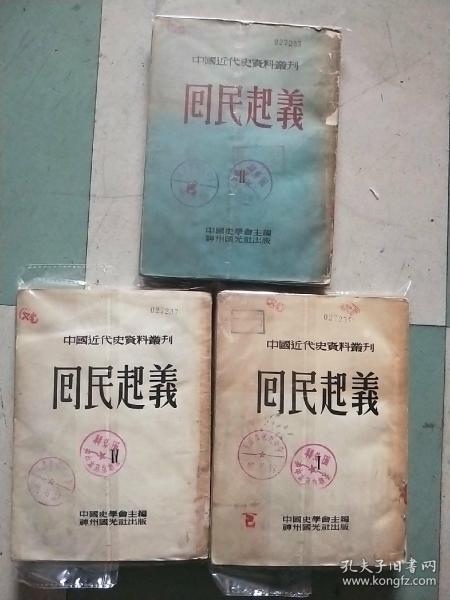 027237
中國近代史資料叢刊
回民起義
II
中國史學會主編
神州國光社出版
027237
中國近代史資料叢刊
回民起義
IV
中國史學會主編
神州國光社出版
中國近代史資料叢刊
回民起義
I
中國史學會主編
神州國光社出版
孔夫子旧书网
www.kongfz.com